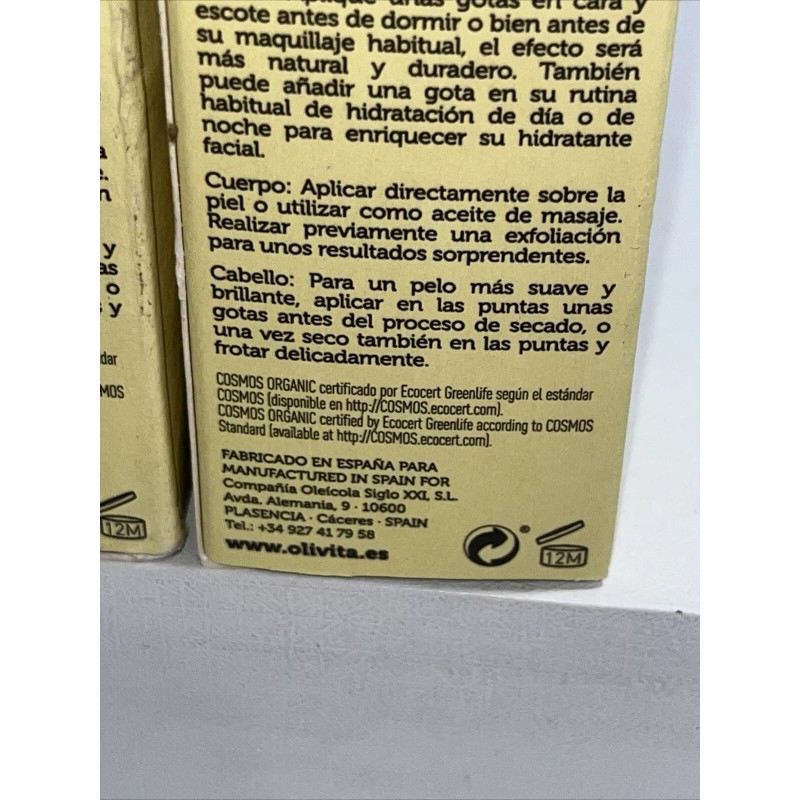 unas gotas en cara y
escote antes de dormir o bien antes de
su maquillaje habitual, el efecto será
más natural y duradero. También
puede añadir una gota en su rutina
habitual de hidratación de día o de
noche para enriquecer su hidratante
facial.
Cuerpo: Aplicar directamente sobre la
piel o utilizar como aceite de masaje.
Realizar previamente una exfoliación
para unos resultados sorprendentes.
Cabello: Para un pelo más suave y
brillante, aplicar en las puntas unas
gotas antes del proceso de secado, o
una vez seco también en las puntas y
frotar delicadamente.
COSMOS ORGANIC certificado por Ecocert Greenlife según el estándar
COSMOS (disponible en http://COSMOS.ecocert.com).
COSMOS ORGANIC certified by Ecocert Greenlife according to COSMOS
Standard (available at http://COSMOS.ecocert.com).
FABRICADO EN ESPAÑA PARA
MANUFACTURED IN SPAIN FOR
Compañía Oleícola Siglo XXI, S.L.
Avda. Alemania, 9 · 10600
PLASENCIA · Cáceres · SPAIN
Tel.: +34 927 41 79 58
www.olivita.es
®
12M
y
as
o
y
dar
MOS
12M